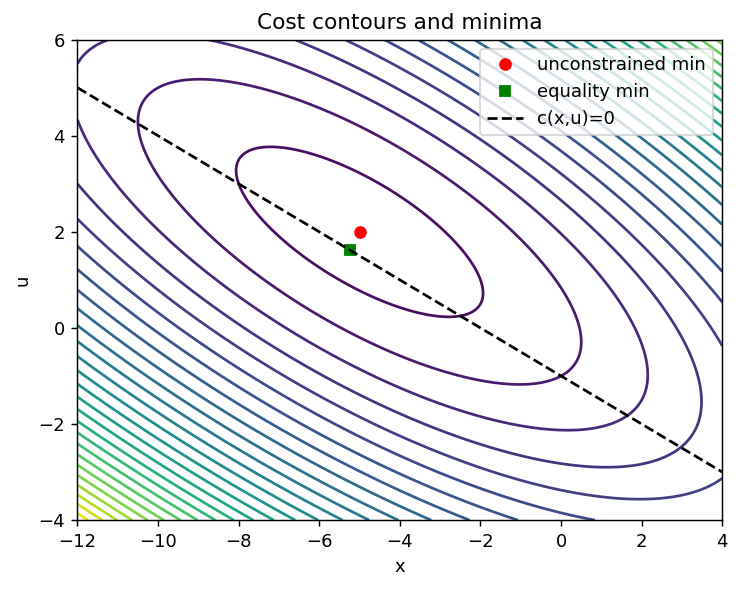 Cost contours and minima
unconstrained min
equality min
c(x,u)=0
6
4
2
0
−2
−4
u
−12
−10
−8
−6
−4
−2
0
2
4
x